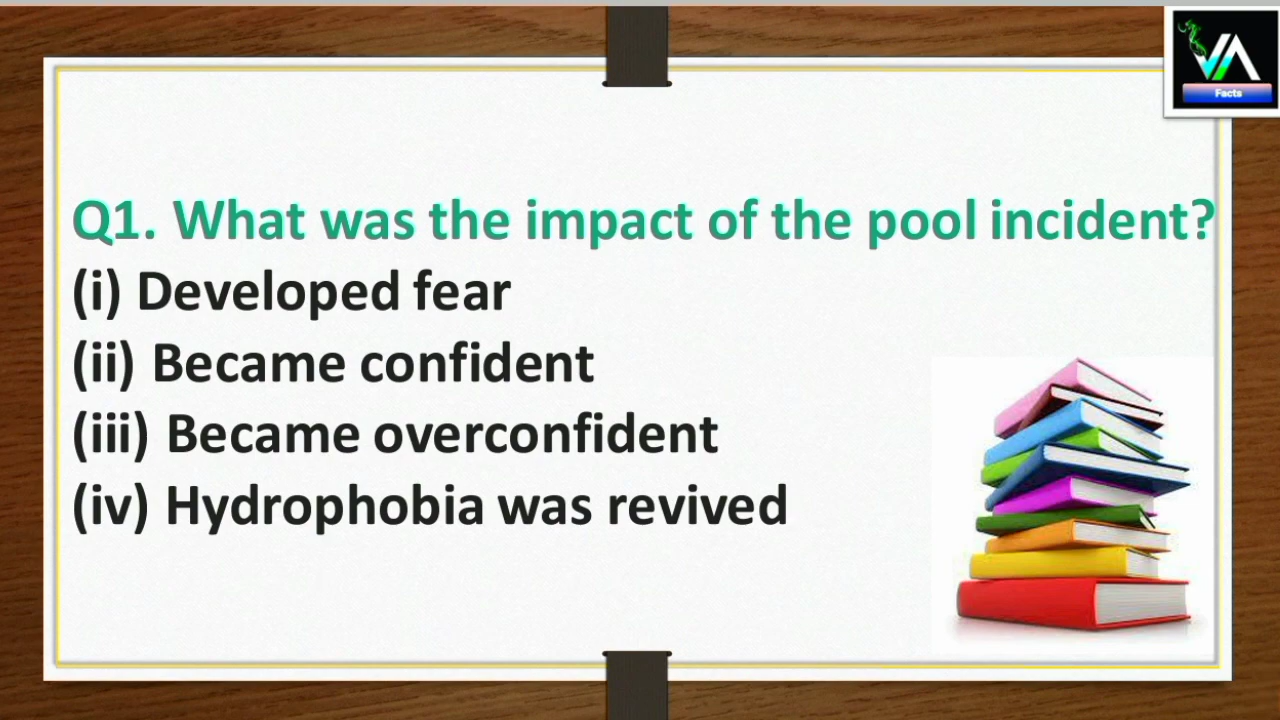 VA
Facts
Q1. What was the impact of the pool incident?
(i) Developed fear
(ii) Became confident
(iii) Became overconfident
(iv) Hydrophobia was revived